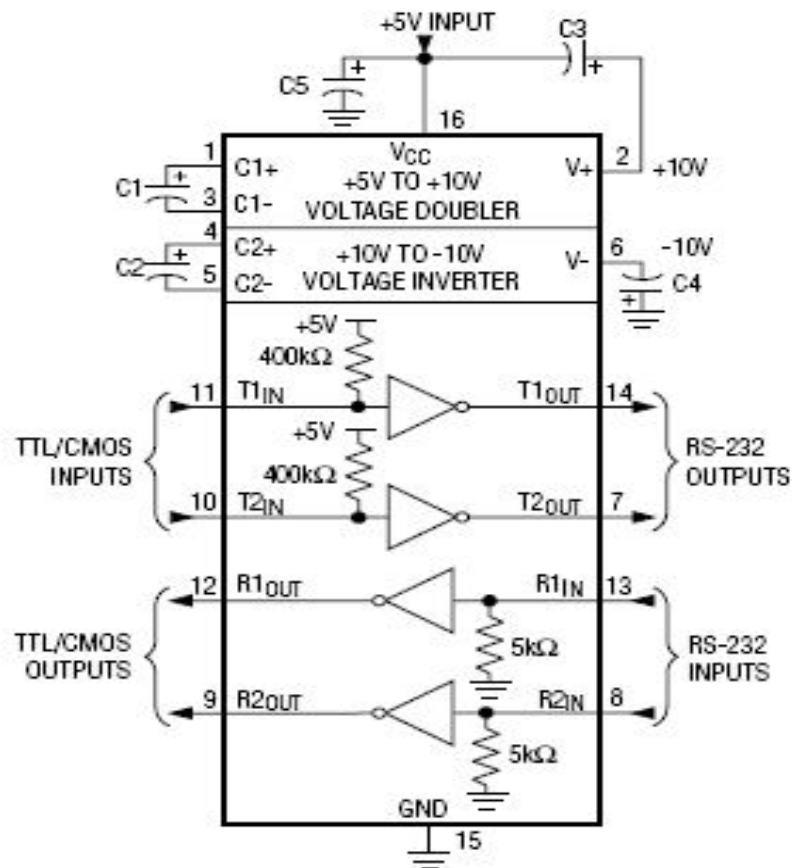 +5V INPUT
C3
+
C5
+
16
1
VCC
2
C1+
+5V TO +10V
V+
+10V
C1
+
3
C1-
VOLTAGE DOUBLER
4
C2+
+10V TO -10V
6
-10V
C2
+
V-
5
C2-
VOLTAGE INVERTER
C4
+
+5V
400kΩ
11
T1IN
T1OUT
14
+5V
TTL/CMOS
INPUTS
RS-232
OUTPUTS
400kΩ
10
T2IN
T2OUT
7
12
R1OUT
R1IN
13
TTL/CMOS
OUTPUTS
5kΩ
RS-232
INPUTS
9
R2OUT
R2IN
8
5kΩ
GND
15